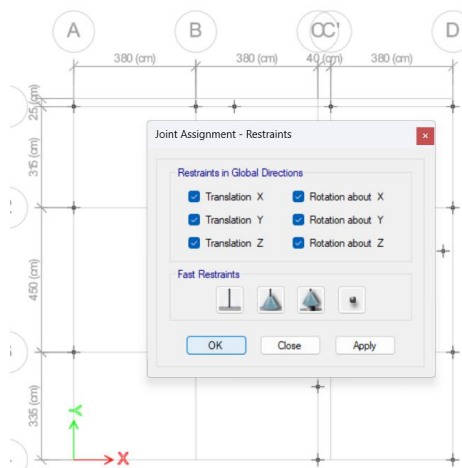 A B C C' D
380 (cm) 380 (cm) 40 (cm) 380 (cm)
25 (cm)
Joint Assignment - Restraints
315 (cm)
Restraints in Global Directions
Translation X Rotation about X
Translation Y Rotation about Y
Translation Z Rotation about Z
Fast Restraints
450 (cm)
OK Close Apply
335 (cm)
Y
X